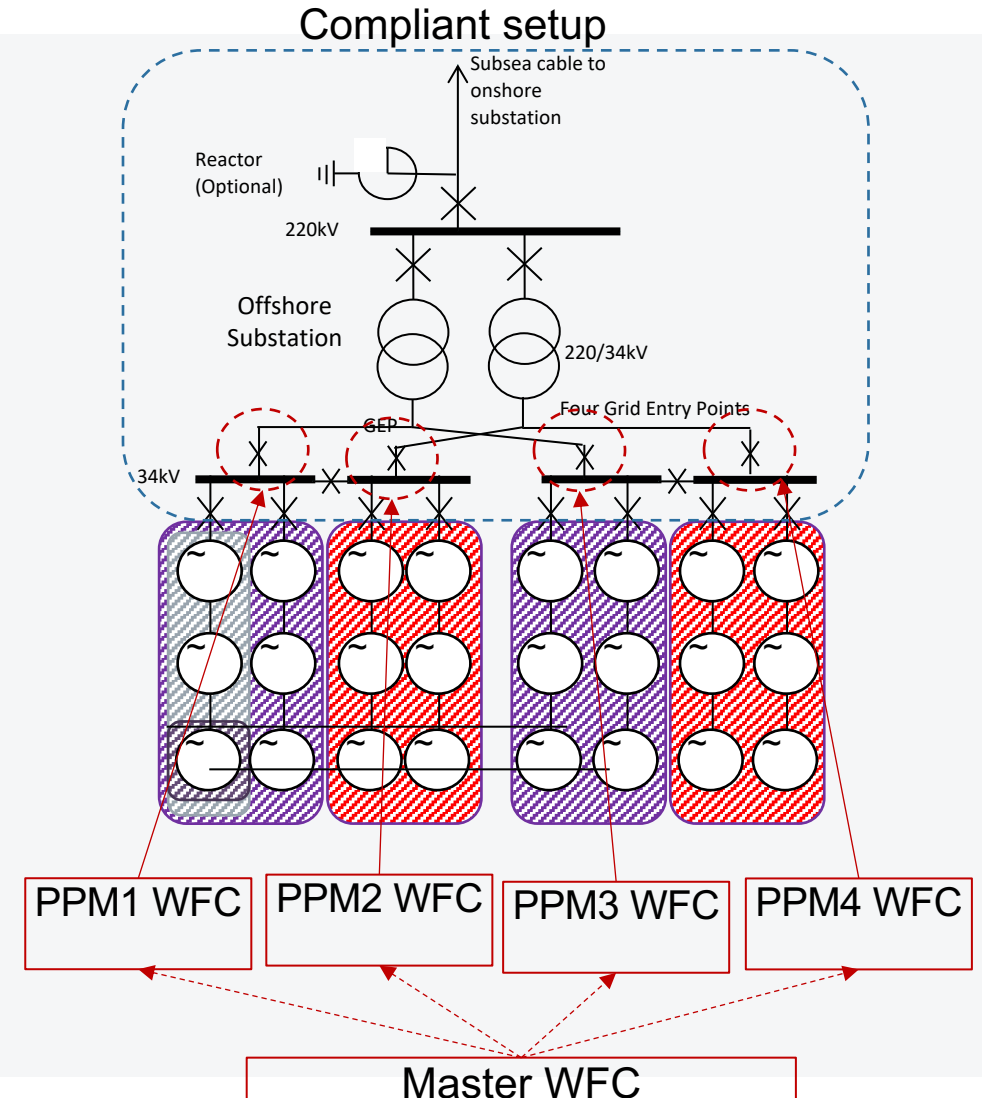 Compliant setup
Subsea cable to
onshore
substation
Reactor
(Optional)
220kV
Offshore
Substation
220/34kV
Four Grid Entry Points
GEP
34kV
~ ~ ~ ~ ~ ~ ~ ~
~ ~ ~ ~ ~ ~ ~ ~
~ ~ ~ ~ ~ ~ ~ ~
PPM1 WFC
PPM2 WFC
PPM3 WFC
PPM4 WFC
Master WFC